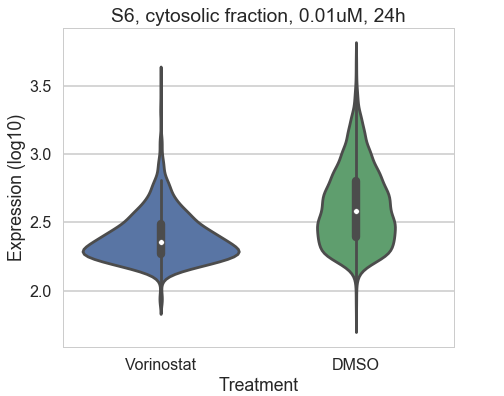 S6, cytosolic fraction, 0.01uM, 24h
Expression (log10)
3.5
3.0
2.5
2.0
Vorinostat
DMSO
Treatment